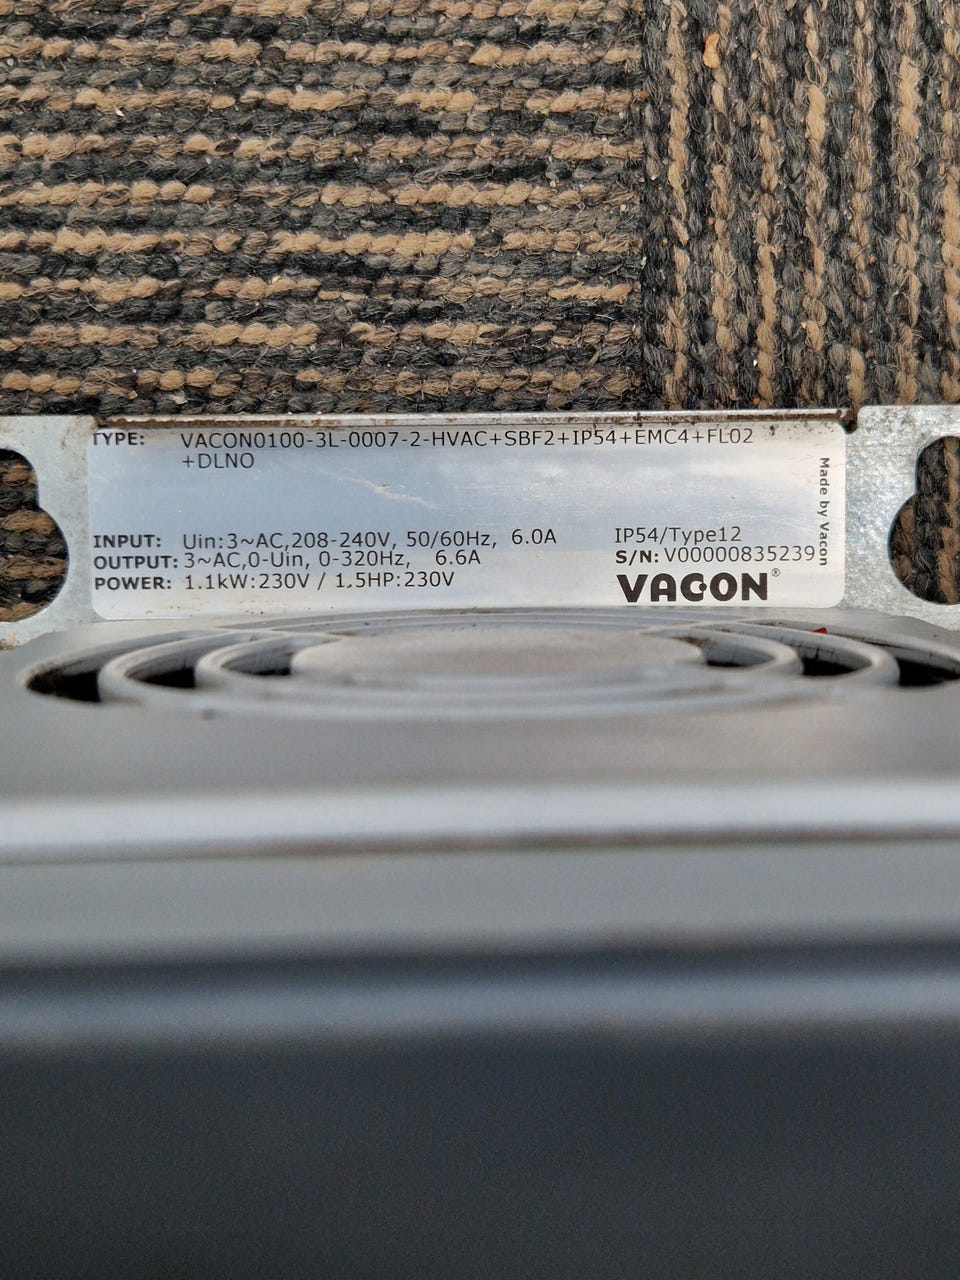 TYPE: VACON0100-3L-0007-2-HVAC+SBF2+IP54+EMC4+FL02
+DLNO
INPUT: Uin:3~AC,208-240V, 50/60Hz, 6.0A
OUTPUT: 3~AC,0-Uin, 0-320Hz, 6.6A
POWER: 1.1kW:230V / 1.5HP:230V
IP54/Type12
S/N: V00000835239
VACON®
Made by Vacon